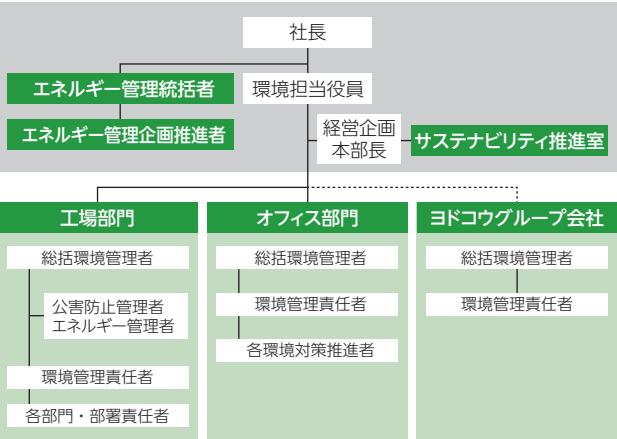 社長
エネルギー管理統括者
環境担当役員
エネルギー管理企画推進者
経営企画
本部長
サステナビリティ推進室
工場部門
総括環境管理者
公害防止管理者
エネルギー管理者
環境管理責任者
各部門・部署責任者
オフィス部門
総括環境管理者
環境管理責任者
各環境対策推進者
ヨドコウグループ会社
総括環境管理者
環境管理責任者